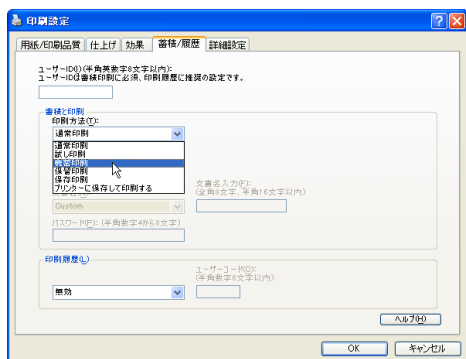 印刷設定
用紙/印刷品質 仕上げ 効果 蓄積/履歴 詳細設定
ユーザーID(I):(半角英数字8文字以内):
ユーザーIDは蓄積印刷に必須、印刷履歴に推奨の設定です。
蓄積と印刷
印刷方法(T):
通常印刷
通常印刷
試し印刷
機密印刷
保留印刷
保存印刷
プリンターに保存して印刷する
文書名入力(F):
(全角8文字、半角16文字以内)
Custom
パスワード(P): (半角数字4から8文字)
印刷履歴(L)
ユーザーコード(C):
(半角数字8文字以内)
無効
ヘルプ(H)
OK キャンセル